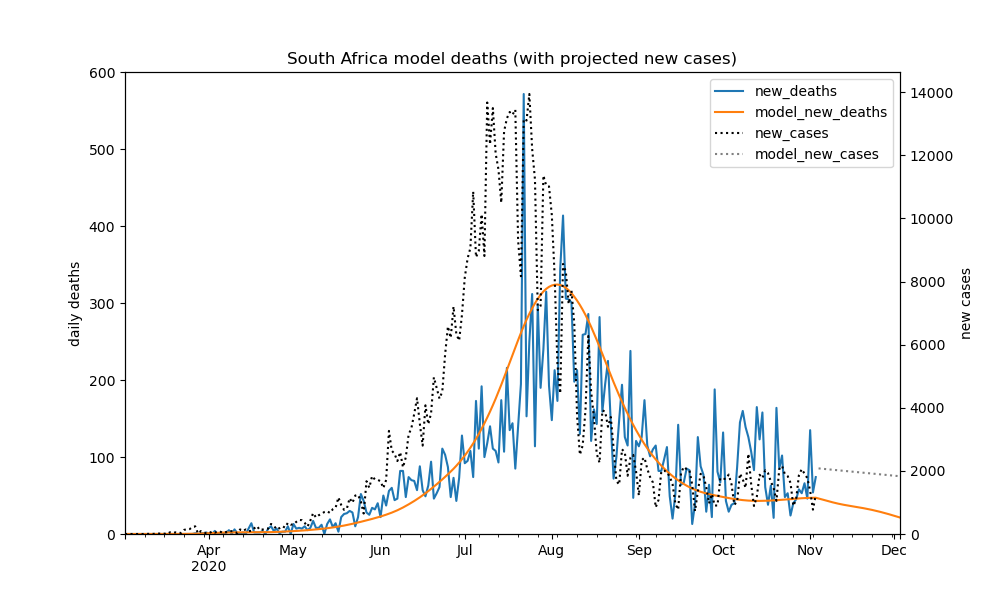 South Africa model deaths (with projected new cases)
600
500
400
300
200
100
0
daily deaths
14000
12000
10000
8000
6000
4000
2000
0
new cases
new_deaths
model_new_deaths
new_cases
model_new_cases
Apr May Jun Jul Aug Sep Oct Nov Dec
2020